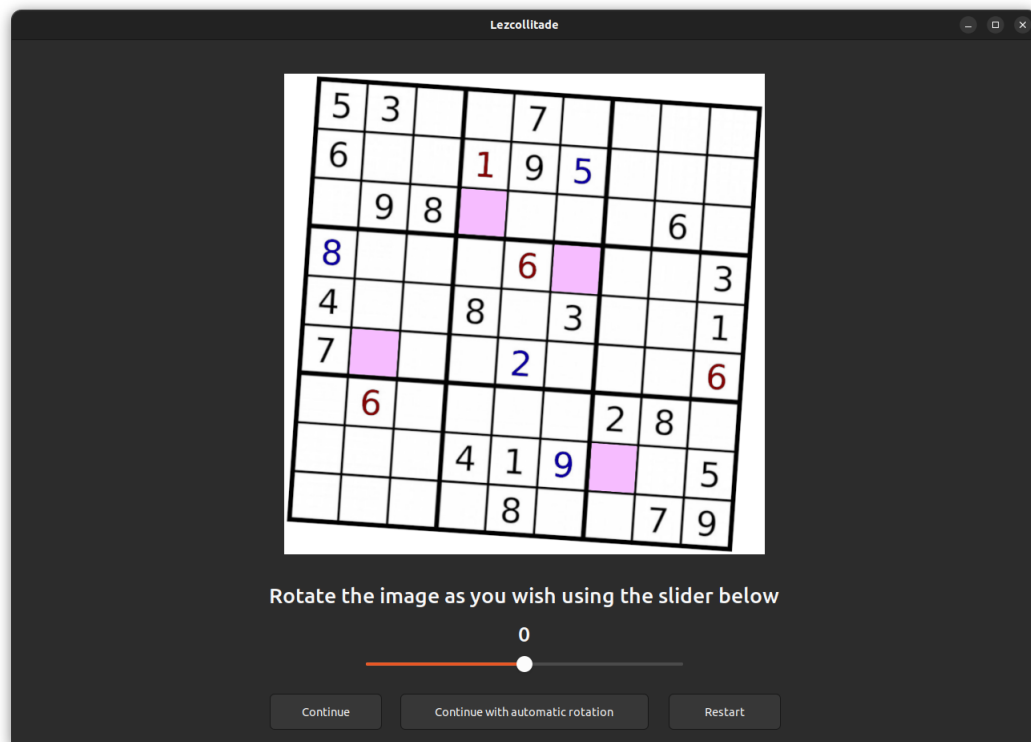 Lezcollitade
5 3 7
6 1 9 5
9 8 6
8 6 3
4 8 3 1
7 2 6
6 2 8
4 1 9 5
8 7 9
Rotate the image as you wish using the slider below
0
Continue Continue with automatic rotation Restart